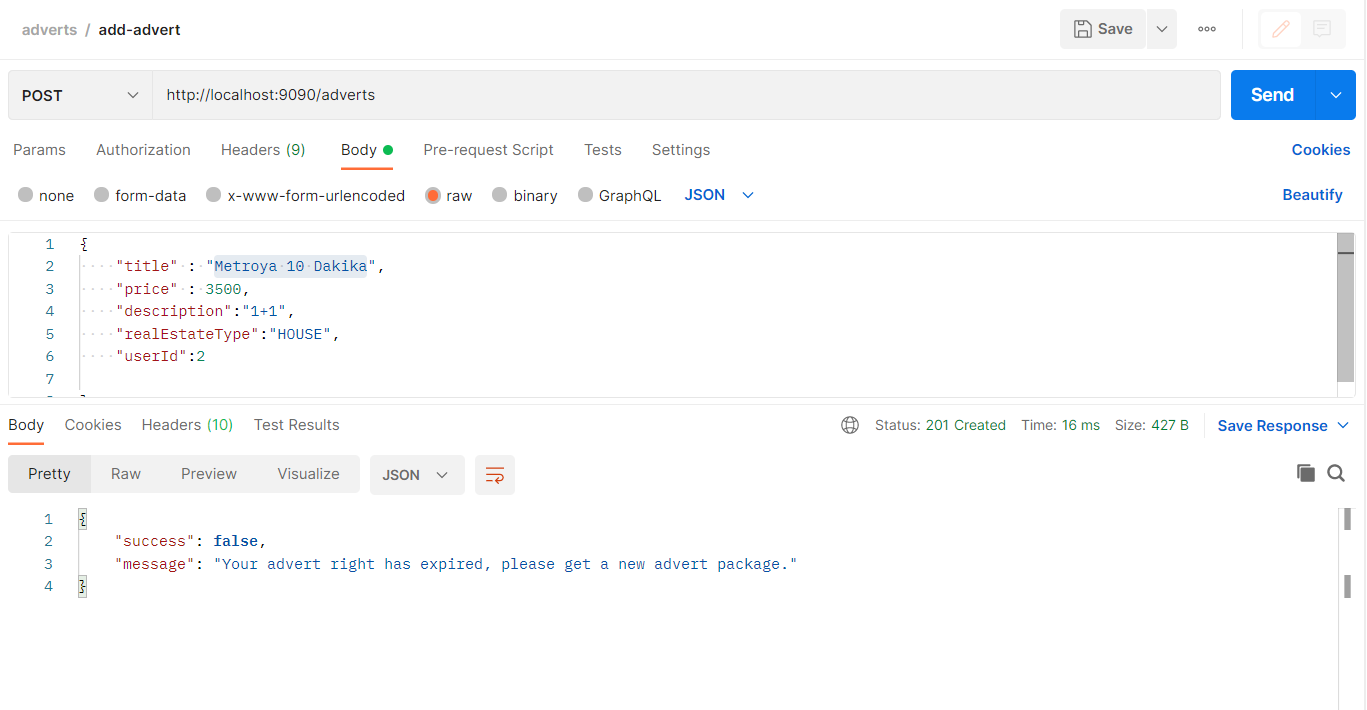 adverts / add-advert
Save
POST
http://localhost:9090/adverts
Send
Params Authorization Headers (9) Body Pre-request Script Tests Settings Cookies
none form-data x-www-form-urlencoded raw binary GraphQL JSON Beautify
1 {
2 "title" : "Metroya 10 Dakika",
3 "price" : 3500,
4 "description":"1+1",
5 "realEstateType":"HOUSE",
6 "userId":2
7
Body Cookies Headers (10) Test Results Status: 201 Created Time: 16 ms Size: 427 B Save Response
Pretty Raw Preview Visualize JSON
1 {
2 "success": false,
3 "message": "Your advert right has expired, please get a new advert package."
4 }